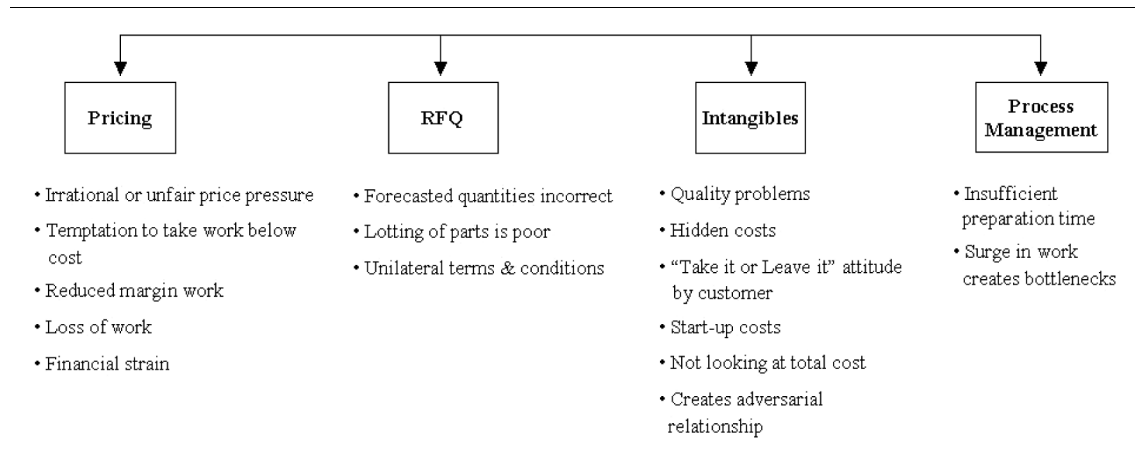 Pricing
• Irrational or unfair price pressure
• Temptation to take work below
cost
• Reduced margin work
• Loss of work
• Financial strain
RFQ
• Forecasted quantities incorrect
• Lotting of parts is poor
• Unilateral terms & conditions
Intangibles
• Quality problems
• Hidden costs
• “Take it or Leave it” attitude
by customer
• Start-up costs
• Not looking at total cost
• Creates adversarial
relationship
Process
Management
• Insufficient
preparation time
• Surge in work
creates bottlenecks